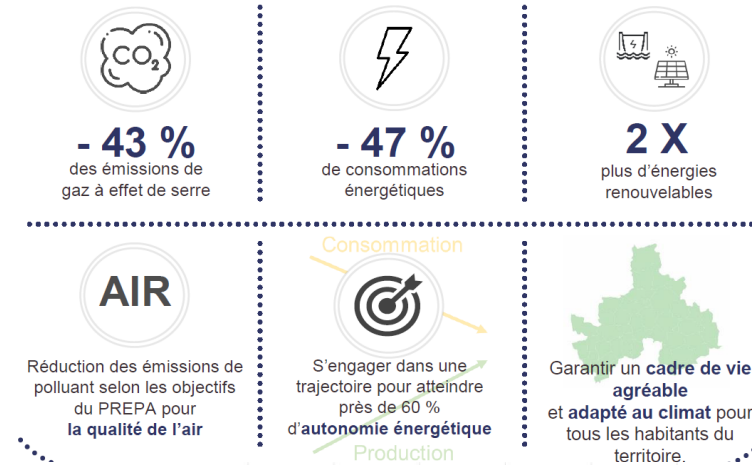 CO2
- 43 %
des émissions de
gaz à effet de serre
- 47 %
de consommations
énergétiques
2 X
plus d'énergies
renouvelables
AIR
Réduction des émissions de
polluant selon les objectifs
du PREPA pour
la qualité de l'air
Consommation
S'engager dans une
trajectoire pour atteindre
près de 60 %
d'autonomie énergétique
Production
Garantir un cadre de vie
agréable
et adapté au climat pour
tous les habitants du
territoire.